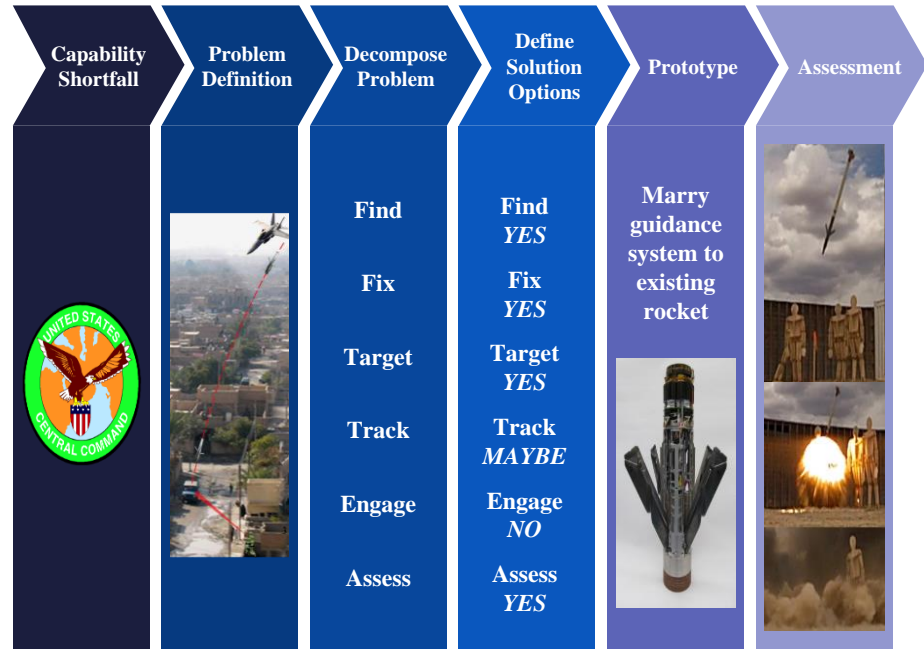 Capability
Shortfall
Problem
Definition
Decompose
Problem
Define
Solution
Options
Prototype
Assessment
UNITED STATES
CENTRAL COMMAND
Find
Fix
Target
Track
Engage
Assess
Find
YES
Fix
YES
Target
YES
Track
MAYBE
Engage
NO
Assess
YES
Marry
guidance
system to
existing
rocket